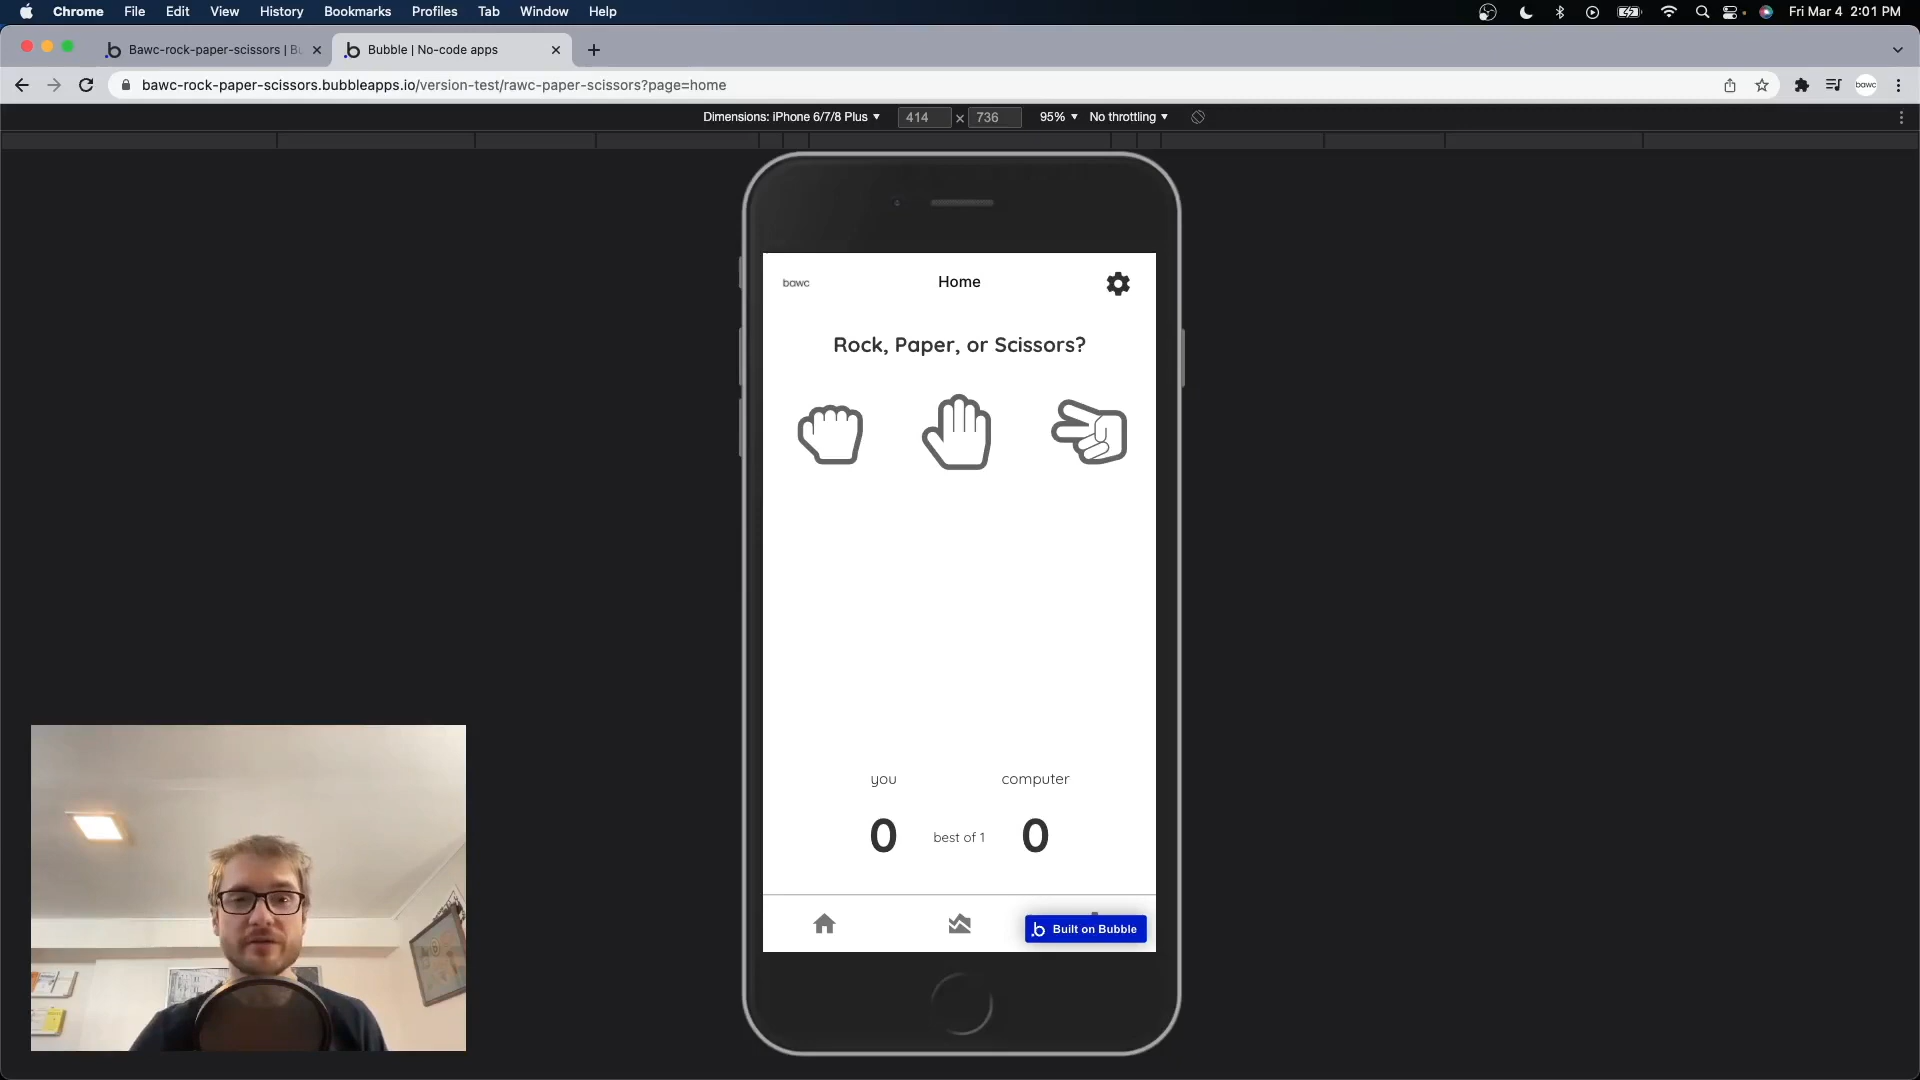 Chrome File Edit View History Bookmarks Profiles Tab Window Help Fri Mar 4 2:01 PM
Bawc-rock-paper-scissors | Bu Bubble | No-code apps
bawc-rock-paper-scissors.bubbleapps.io/version-test/rawc-paper-scissors?page=home bawc
Dimensions: iPhone 6/7/8 Plus 414 × 736 95% No throttling
bawc Home
Rock, Paper, or Scissors?
you computer
0 best of 1 0
b Built on Bubble